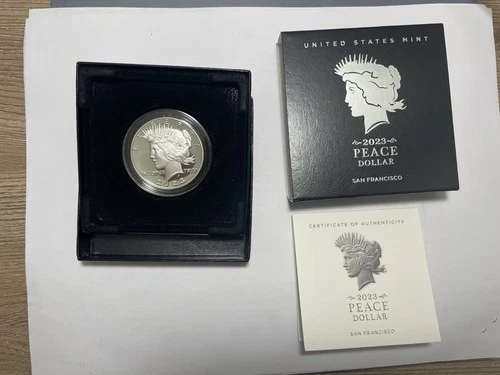 UNITED STATES MINT
2023
PEACE
DOLLAR
SAN FRANCISCO
CERTIFICATE OF AUTHENTICITY
2023
PEACE
DOLLAR
SAN FRANCISCO